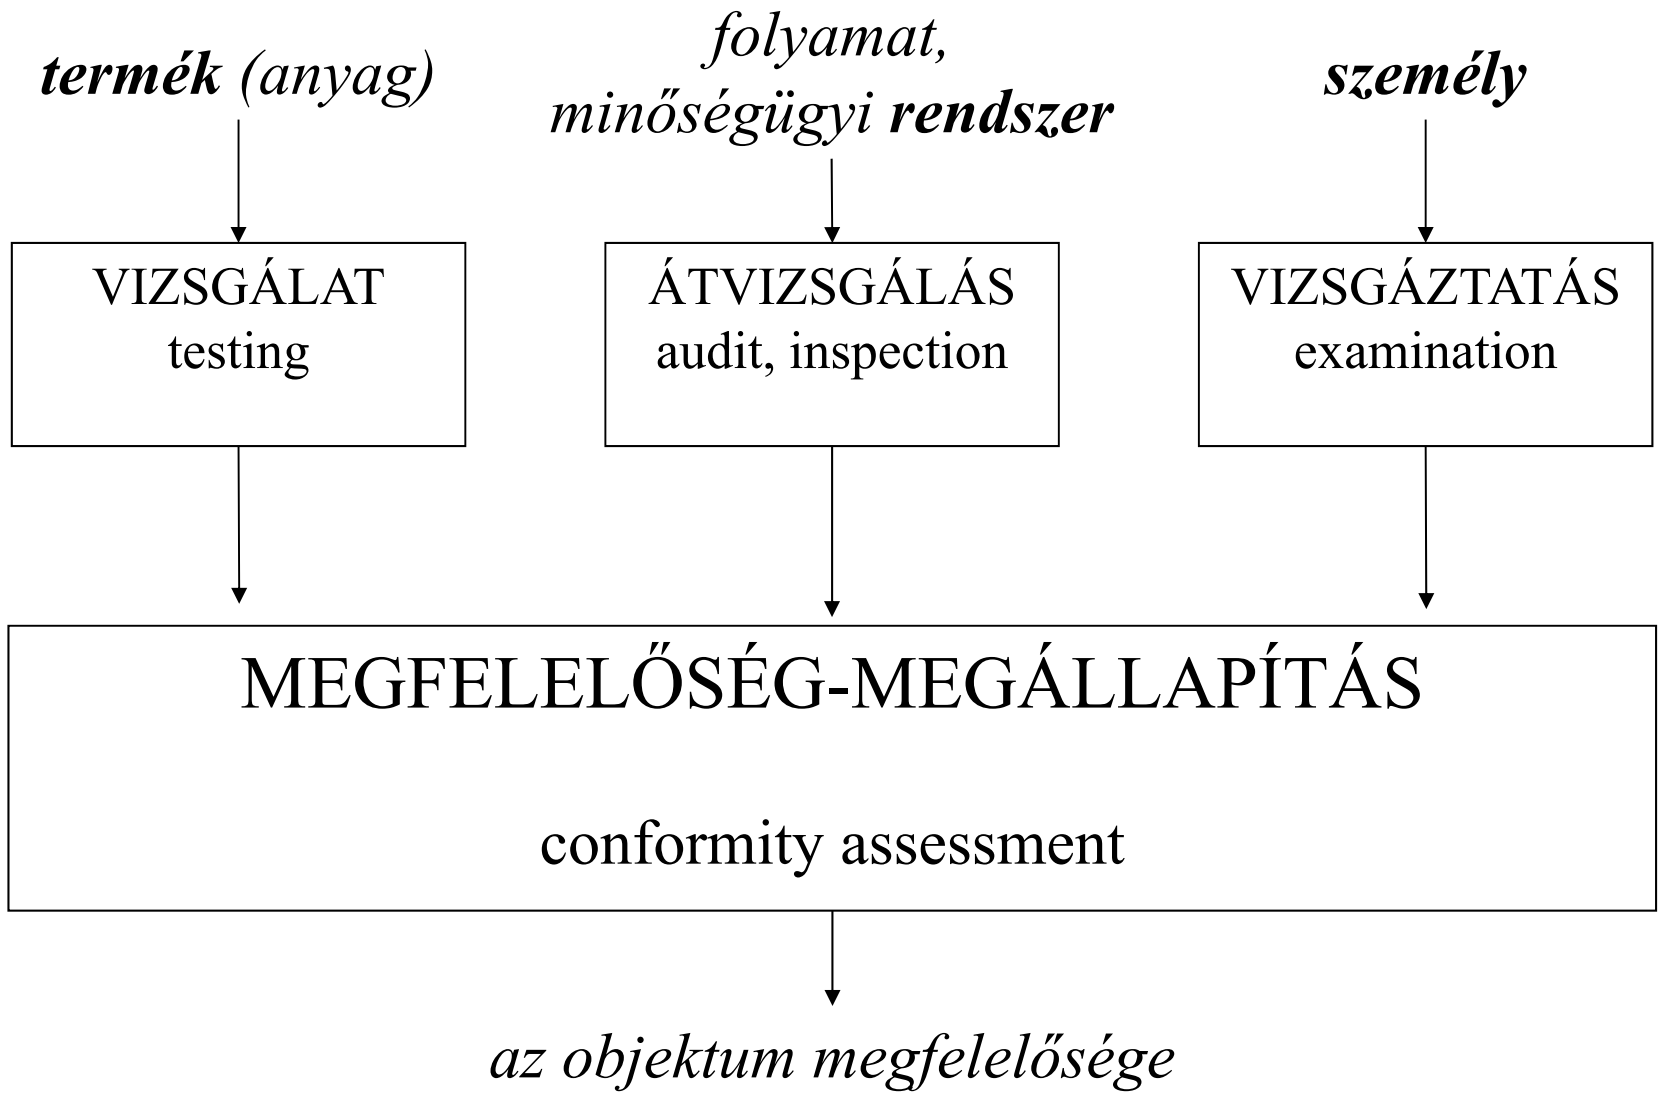 termék (anyag)
folyamat,
minőségügyi rendszer
személy
VIZSGÁLAT
testing
ÁTVIZSGÁLÁS
audit, inspection
VIZSGÁZTATÁS
examination
MEGFELELŐSÉG-MEGÁLLAPÍTÁS
conformity assessment
az objektum megfelelősége